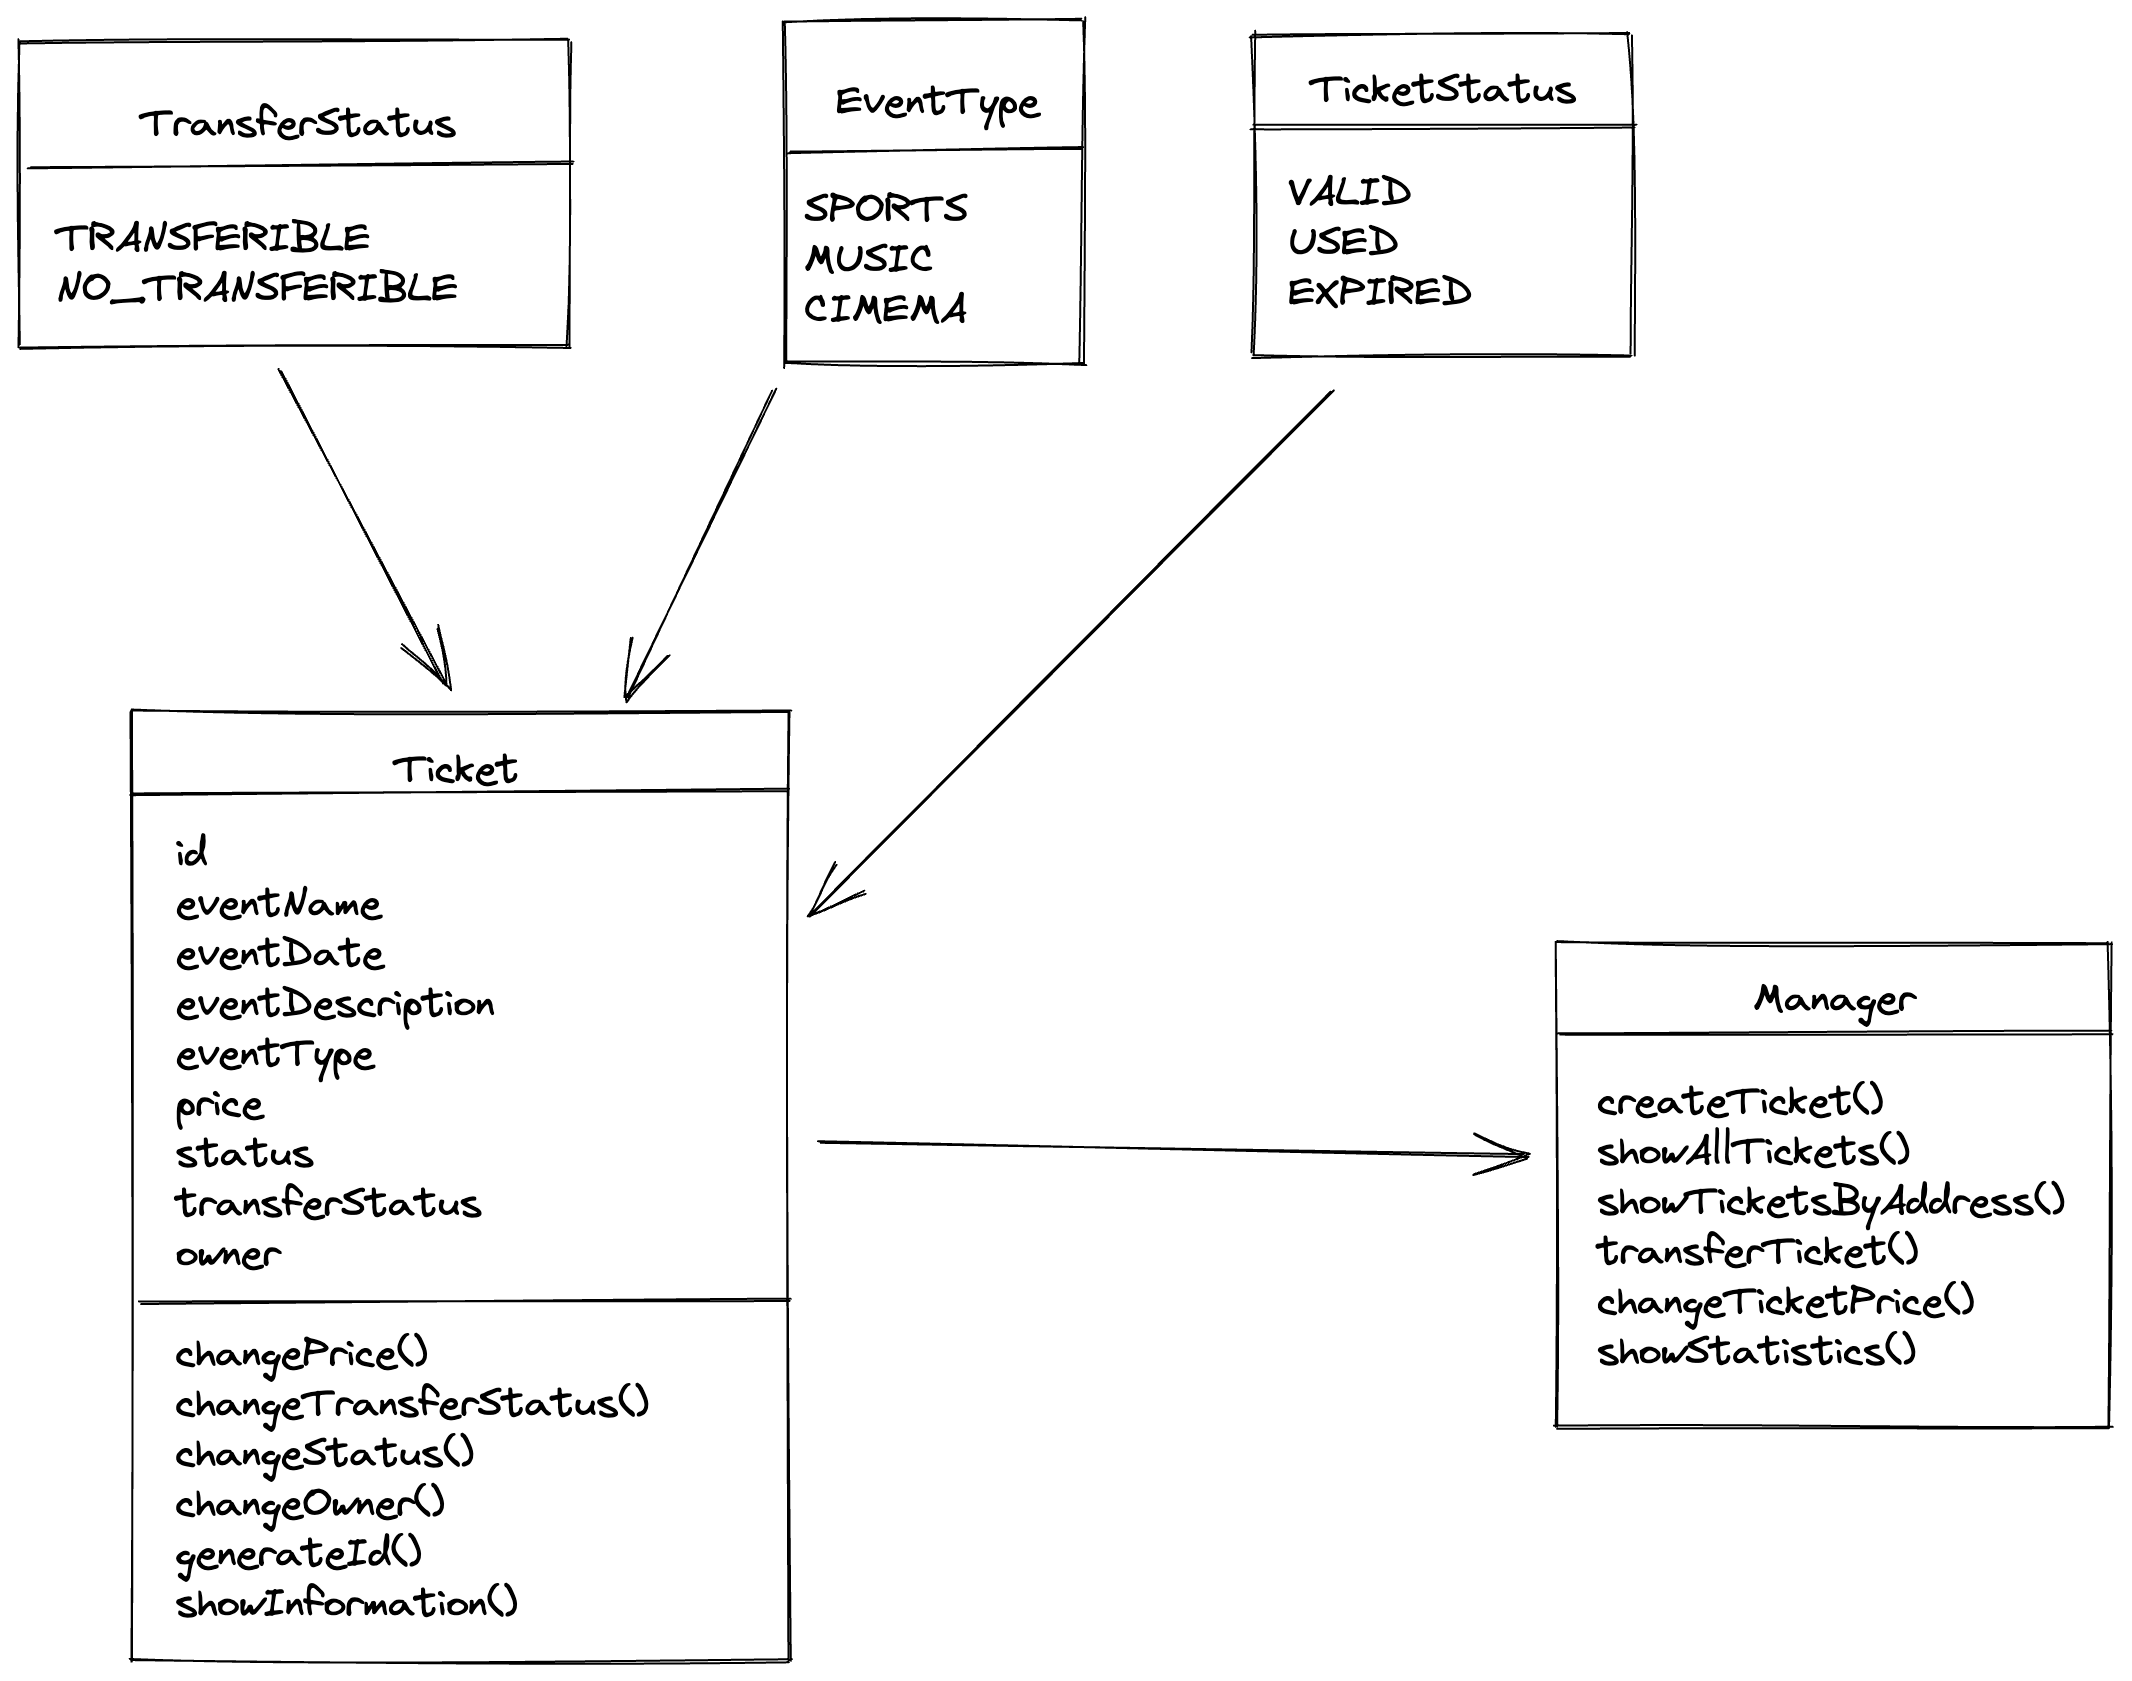 TransferStatus
TRANSFERIBLE
NO_TRANSFERIBLE
EventType
SPORTS
MUSIC
CIMEMA
TicketStatus
VALID
USED
EXPIRED
Ticket
id
eventName
eventDate
eventDescription
eventType
price
status
transferStatus
owner
changePrice()
changeTransferStatus()
changeStatus()
changeOwner()
generateId()
showInformation()
Manager
createTicket()
showAllTickets()
showTicketsByAddress()
transferTicket()
changeTicketPrice()
showStatistics()